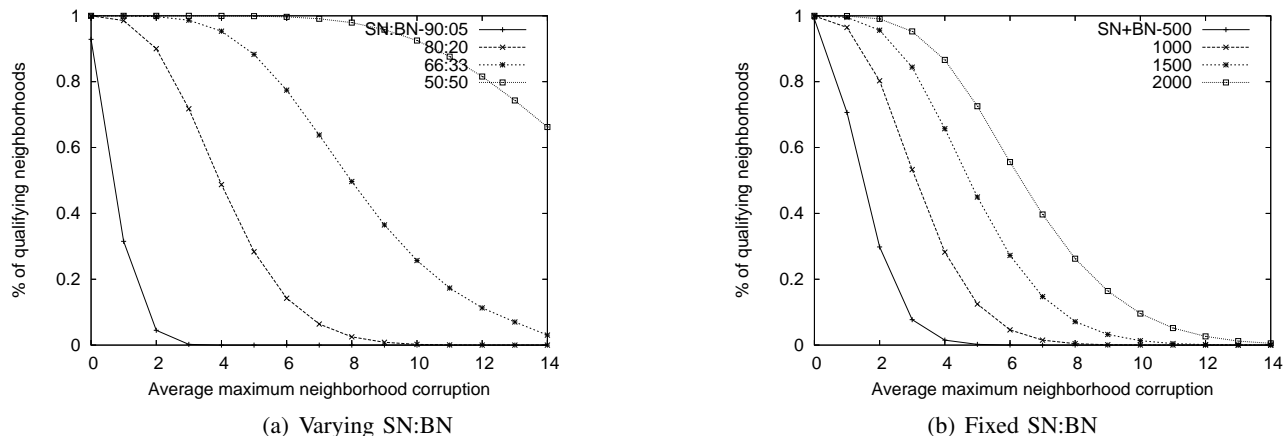 1
0.8
0.6
0.4
0.2
0
% of qualifying neighborhoods
SN:BN-90:05
80:20
66:33
50:50
0 2 4 6 8 10 12 14
Average maximum neighborhood corruption
(a) Varying SN:BN
1
0.8
0.6
0.4
0.2
0
% of qualifying neighborhoods
SN+BN-500
1000
1500
2000
0 2 4 6 8 10 12 14
Average maximum neighborhood corruption
(b) Fixed SN:BN